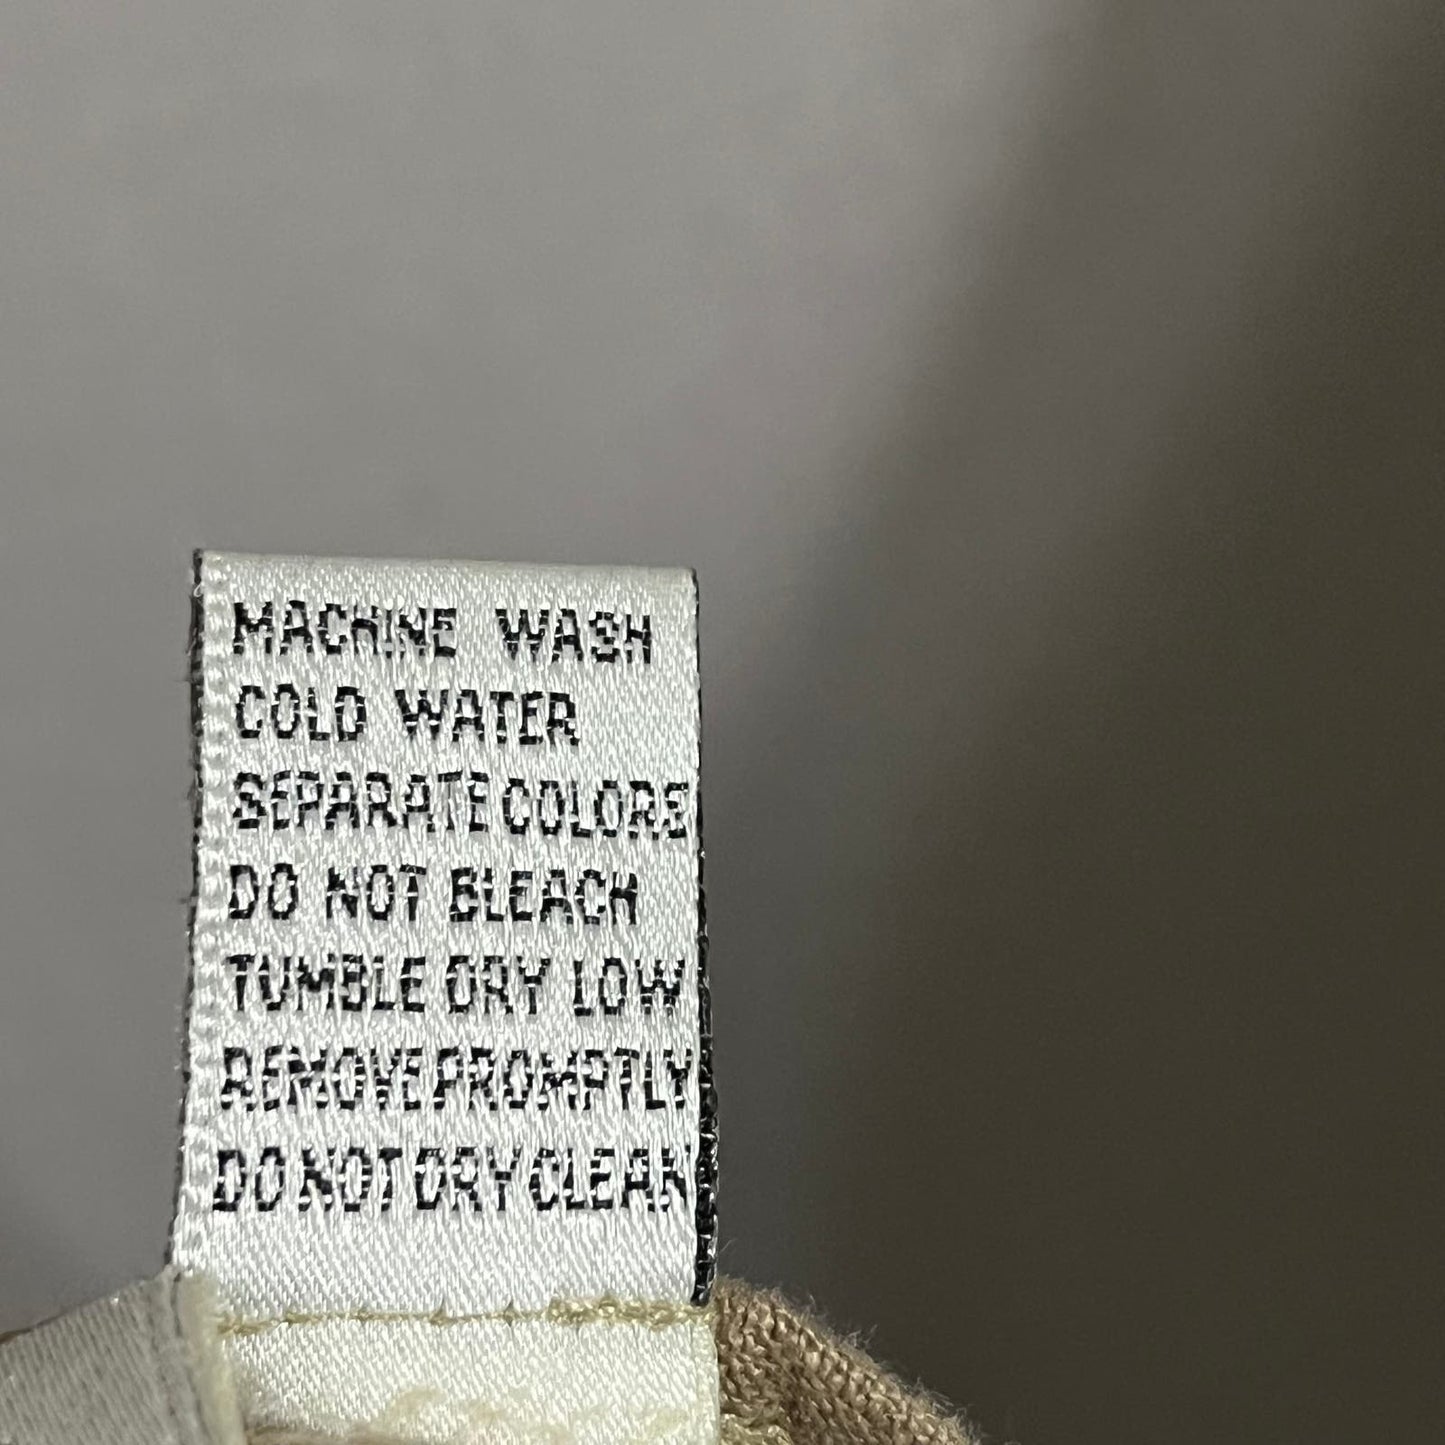 MACHINE WASH
COLD WATER
SEPARATE COLORS
DO NOT BLEACH
TUMBLE DRY LOW
REMOVE PROMPTLY
DO NOT DRY CLEAN